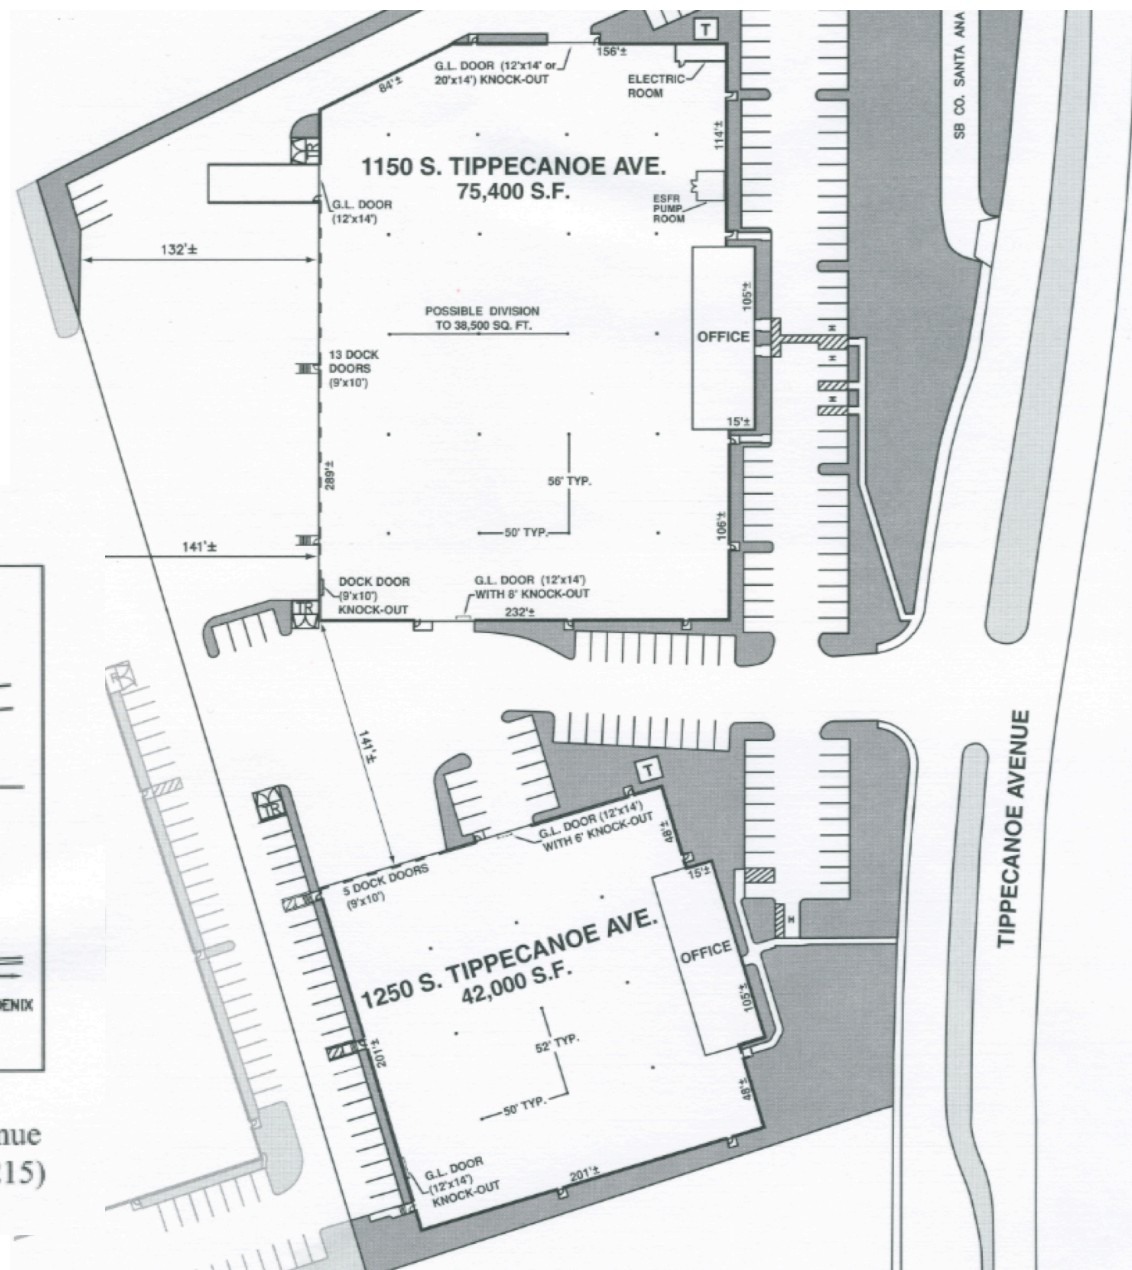 T
156'±
G.L. DOOR (12'x14' or
20'x14') KNOCK-OUT
ELECTRIC
ROOM
84'±
SB CO. SANTA ANA
114'±
TR
1150 S. TIPPECANOE AVE.
75,400 S.F.
G.L. DOOR
(12'x14')
ESFR
PUMP
ROOM
132'±
105'±
POSSIBLE DIVISION
TO 38,500 SQ. FT.
OFFICE
H
13 DOCK
DOORS
(9'x10')
H
H
15'±
289'±
56' TYP.
50' TYP.
106'±
141'±
DOCK DOOR
(9'x10')
KNOCK-OUT
G.L. DOOR (12'x14')
WITH 8' KNOCK-OUT
232'±
TR
141'±
TIPPECANOE AVENUE
T
TR
G.L. DOOR (12'x14')
WITH 6' KNOCK-OUT
48'±
5 DOCK DOORS
(9'x10')
15'±
1250 S. TIPPECANOE AVE.
42,000 S.F.
OFFICE
H
105'±
ENIX
201'±
52' TYP.
50' TYP.
48'±
nue
15)
G.L. DOOR
(12'x14')
KNOCK-OUT
201'±